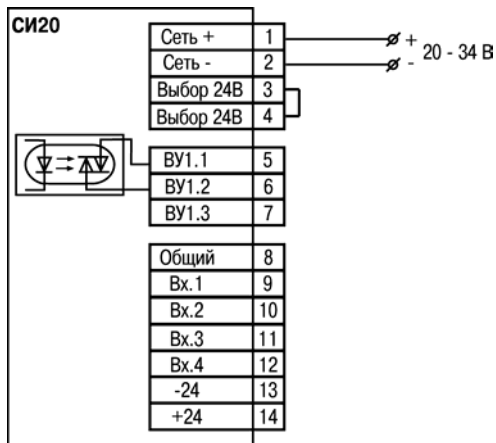 СИ20
Сеть + 1
Сеть - 2
Выбор 24В 3
Выбор 24В 4
+
- 20 - 34 В
ВУ1.1 5
ВУ1.2 6
ВУ1.3 7
Общий 8
Вх.1 9
Вх.2 10
Вх.3 11
Вх.4 12
-24 13
+24 14